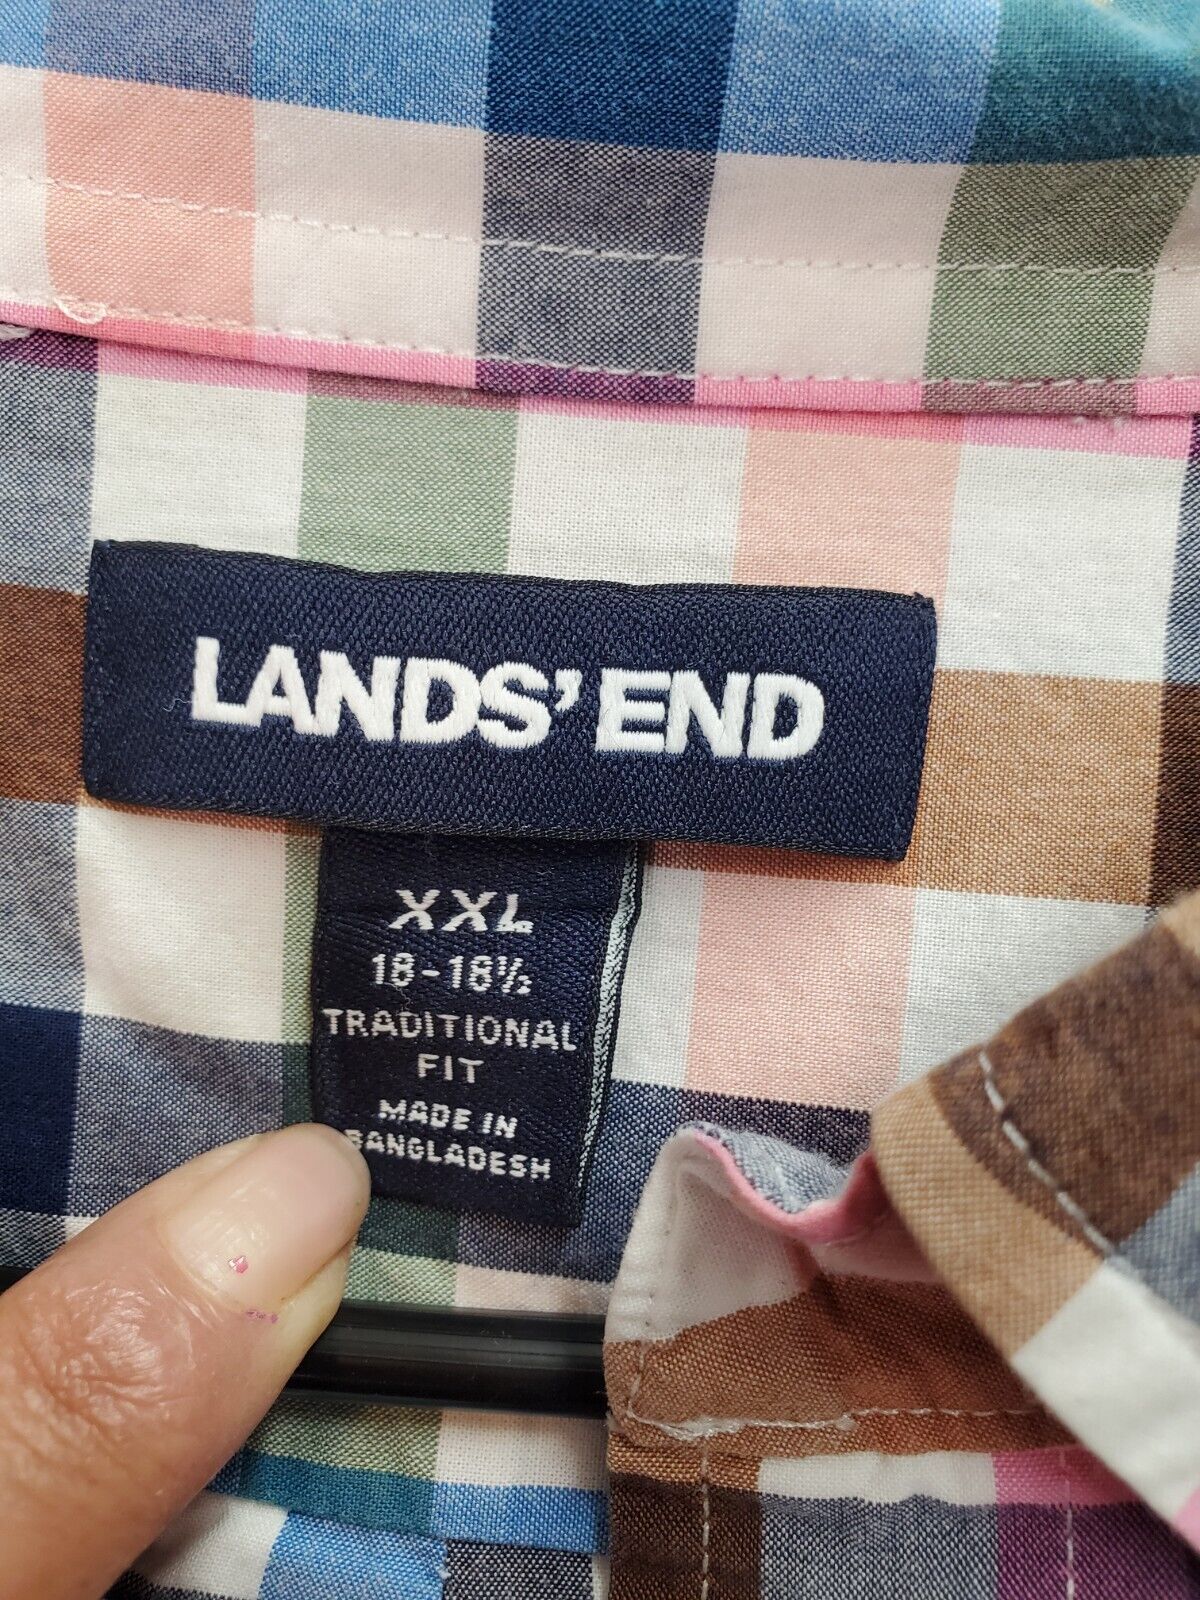 LANDS' END
XXL
18-18½
TRADITIONAL
FIT
MADE IN
BANGLADESH